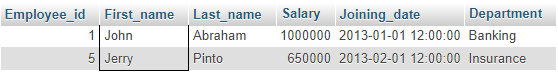 Employee_id First_name Last_name Salary Joining_date Department
1 John Abraham 1000000 2013-01-01 12:00:00 Banking
5 Jerry Pinto 650000 2013-02-01 12:00:00 Insurance